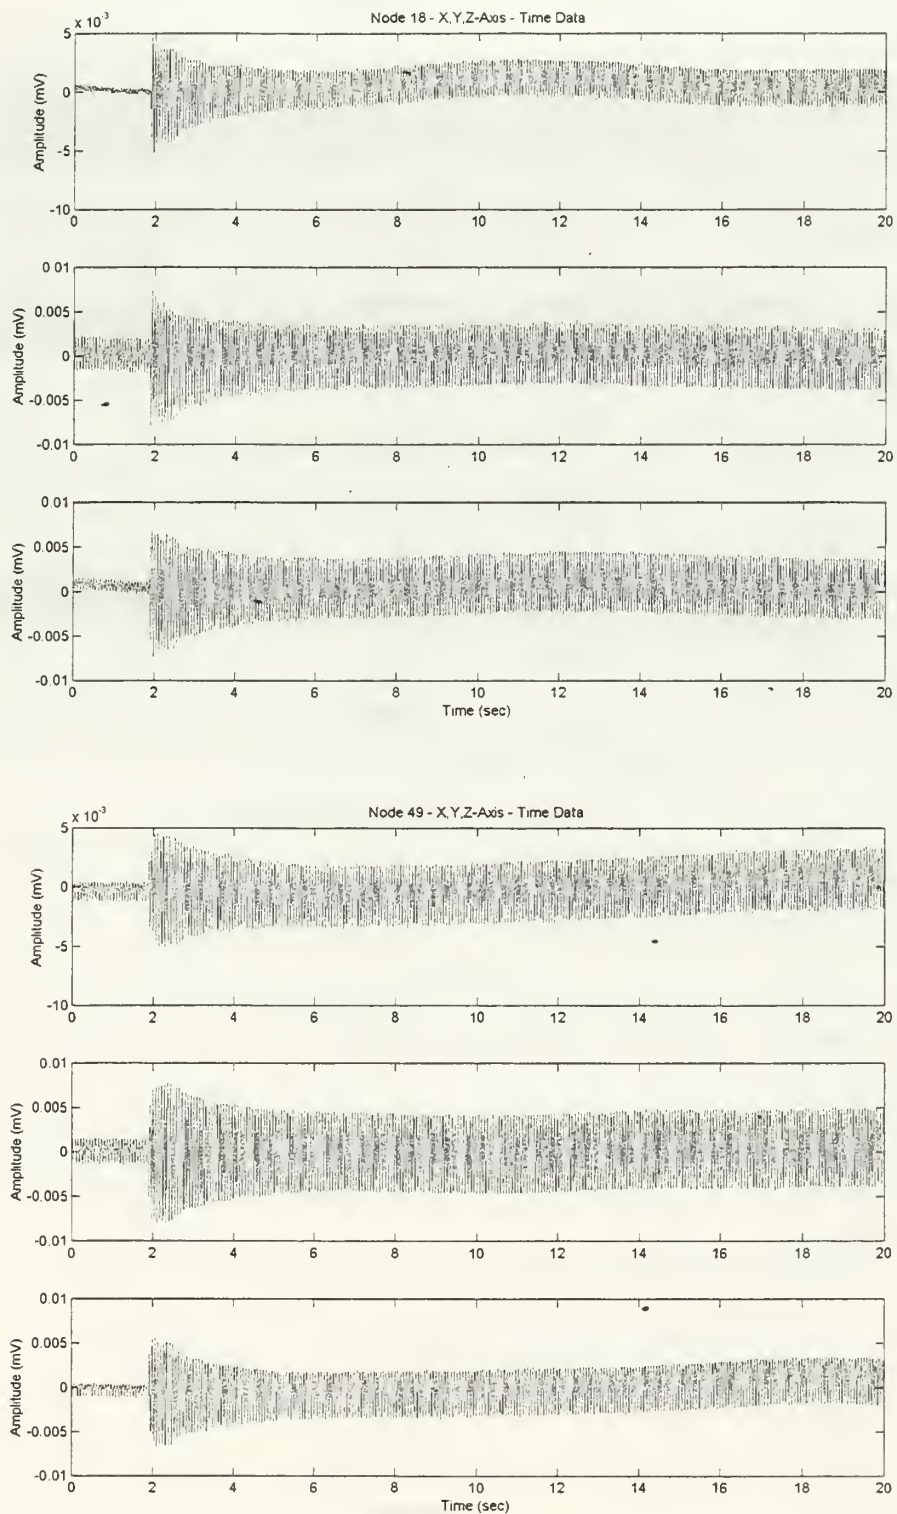 Node 18 - X,Y,Z-Axis - Time Data
x 10-3
5
0
-5
-10
Amplitude (mV)
0 2 4 6 8 10 12 14 16 18 20
0.01
0.005
0
-0.005
-0.01
Amplitude (mV)
0 2 4 6 8 10 12 14 16 18 20
0.01
0.005
0
-0.005
-0.01
Amplitude (mV)
0 2 4 6 8 10 12 14 16 18 20
Time (sec)
Node 49 - X,Y,Z-Axis - Time Data
x 10-3
5
0
-5
-10
Amplitude (mV)
0 2 4 6 8 10 12 14 16 18 20
0.01
0.005
0
-0.005
-0.01
Amplitude (mV)
0 2 4 6 8 10 12 14 16 18 20
0.01
0.005
0
-0.005
-0.01
Amplitude (mV)
0 2 4 6 8 10 12 14 16 18 20
Time (sec)